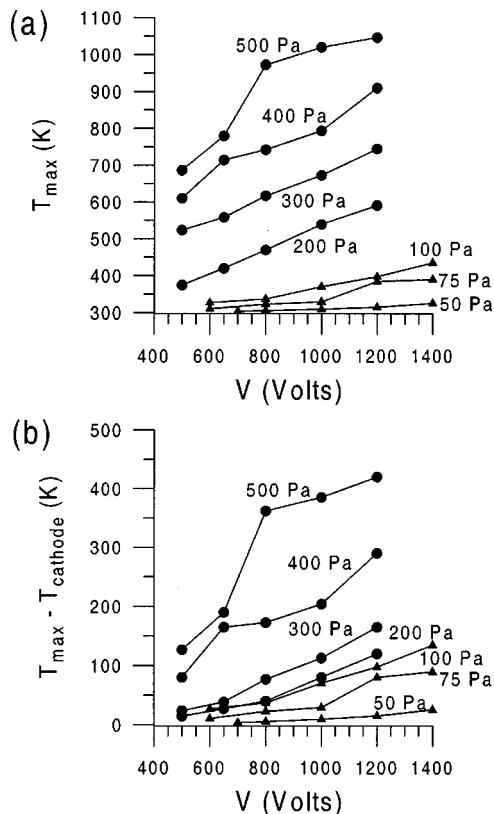 (a)
1100
1000
900
800
700
600
500
400
300
T_max (K)
500 Pa
400 Pa
300 Pa
200 Pa
100 Pa
75 Pa
50 Pa
400 600 800 1000 1200 1400
V (Volts)
(b)
500
400
300
200
100
0
T_max - T_cathode (K)
500 Pa
400 Pa
300 Pa
200 Pa
100 Pa
75 Pa
50 Pa
400 600 800 1000 1200 1400
V (Volts)